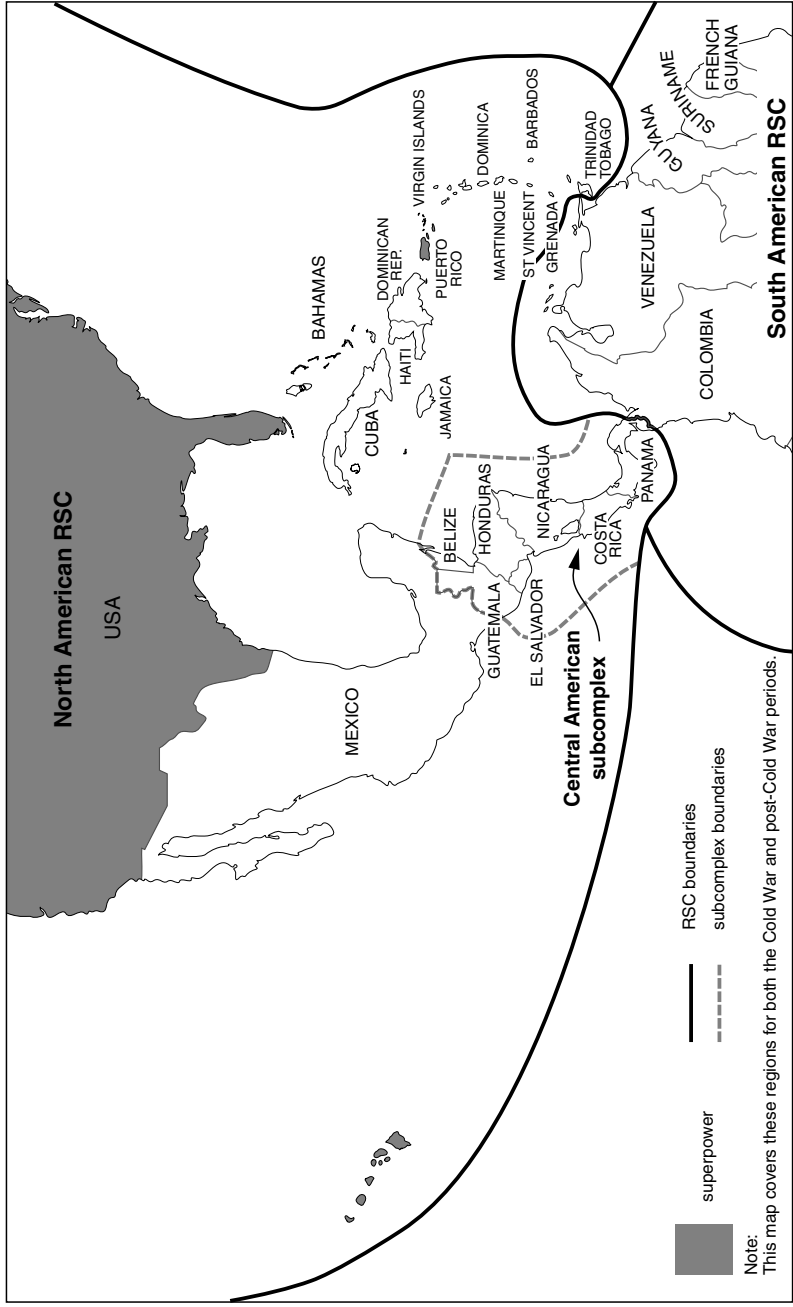 North American RSC
USA
MEXICO
BAHAMAS
CUBA
HAITI
DOMINICAN
REP.
PUERTO
RICO
VIRGIN ISLANDS
JAMAICA
DOMINICA
MARTINIQUE
ST VINCENT
BARBADOS
GRENADA
TRINIDAD
TOBAGO
BELIZE
HONDURAS
GUATEMALA
EL SALVADOR
NICARAGUA
COSTA
RICA
PANAMA
Central American
subcomplex
VENEZUELA
COLOMBIA
GUYANA
SURINAME
FRENCH
GUIANA
South American RSC
superpower
RSC boundaries
subcomplex boundaries
Note:
This map covers these regions for both the Cold War and post-Cold War periods.